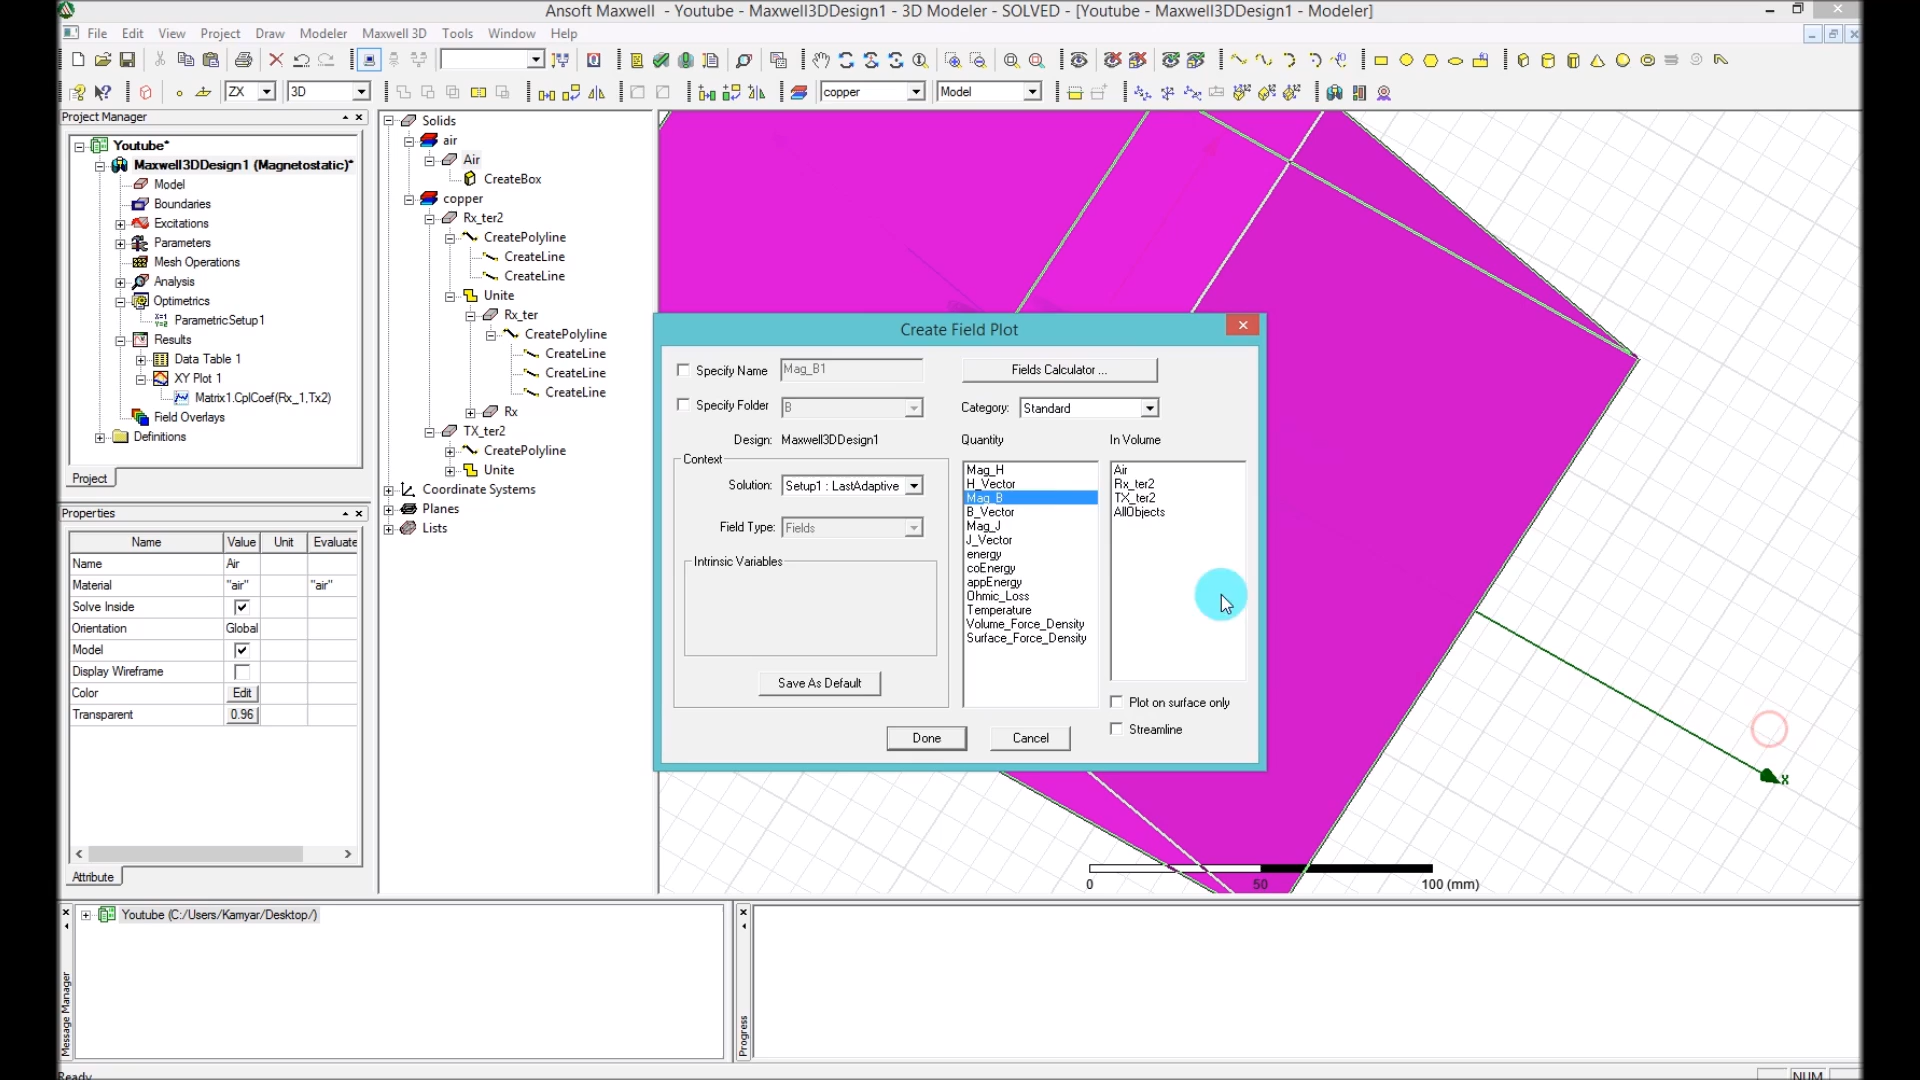 Ansoft Maxwell - Youtube - Maxwell3DDesign1 - 3D Modeler - SOLVED - [Youtube - Maxwell3DDesign1 - Modeler]
File Edit View Project Draw Modeler Maxwell 3D Tools Window Help
ZX 3D copper Model
Project Manager
Youtube*
Maxwell3DDesign1 (Magnetostatic)*
Model
Boundaries
Excitations
Parameters
Mesh Operations
Analysis
Optimetrics
ParametricSetup1
Results
Data Table 1
XY Plot 1
Matrix1.CplCoef(Rx_1,Tx2)
Field Overlays
Definitions
Project
Properties
Name Value Unit Evaluate
Name Air
Material "air" "air"
Solve Inside
Orientation Global
Model
Display Wireframe
Color Edit
Transparent 0.96
Attribute
Solids
air
Air
CreateBox
copper
Rx_ter2
CreatePolyline
CreateLine
CreateLine
Unite
Rx_ter
CreatePolyline
CreateLine
CreateLine
CreateLine
Rx
TX_ter2
CreatePolyline
Unite
Coordinate Systems
Planes
Lists
Create Field Plot
Specify Name Mag_B1 Fields Calculator ...
Specify Folder B Category: Standard
Design: Maxwell3DDesign1
Context
Solution: Setup1 : LastAdaptive
Field Type: Fields
Intrinsic Variables
Save As Default
Quantity
Mag_H
H_Vector
Mag_B
B_Vector
Mag_J
J_Vector
energy
coEnergy
appEnergy
Ohmic_Loss
Temperature
Volume_Force_Density
Surface_Force_Density
In Volume
Air
Rx_ter2
TX_ter2
AllObjects
Plot on surface only
Streamline
Done Cancel
X
0 50 100 (mm)
Youtube (C:/Users/Kamyar/Desktop/)
Message Manager
Progress
Ready
NUM